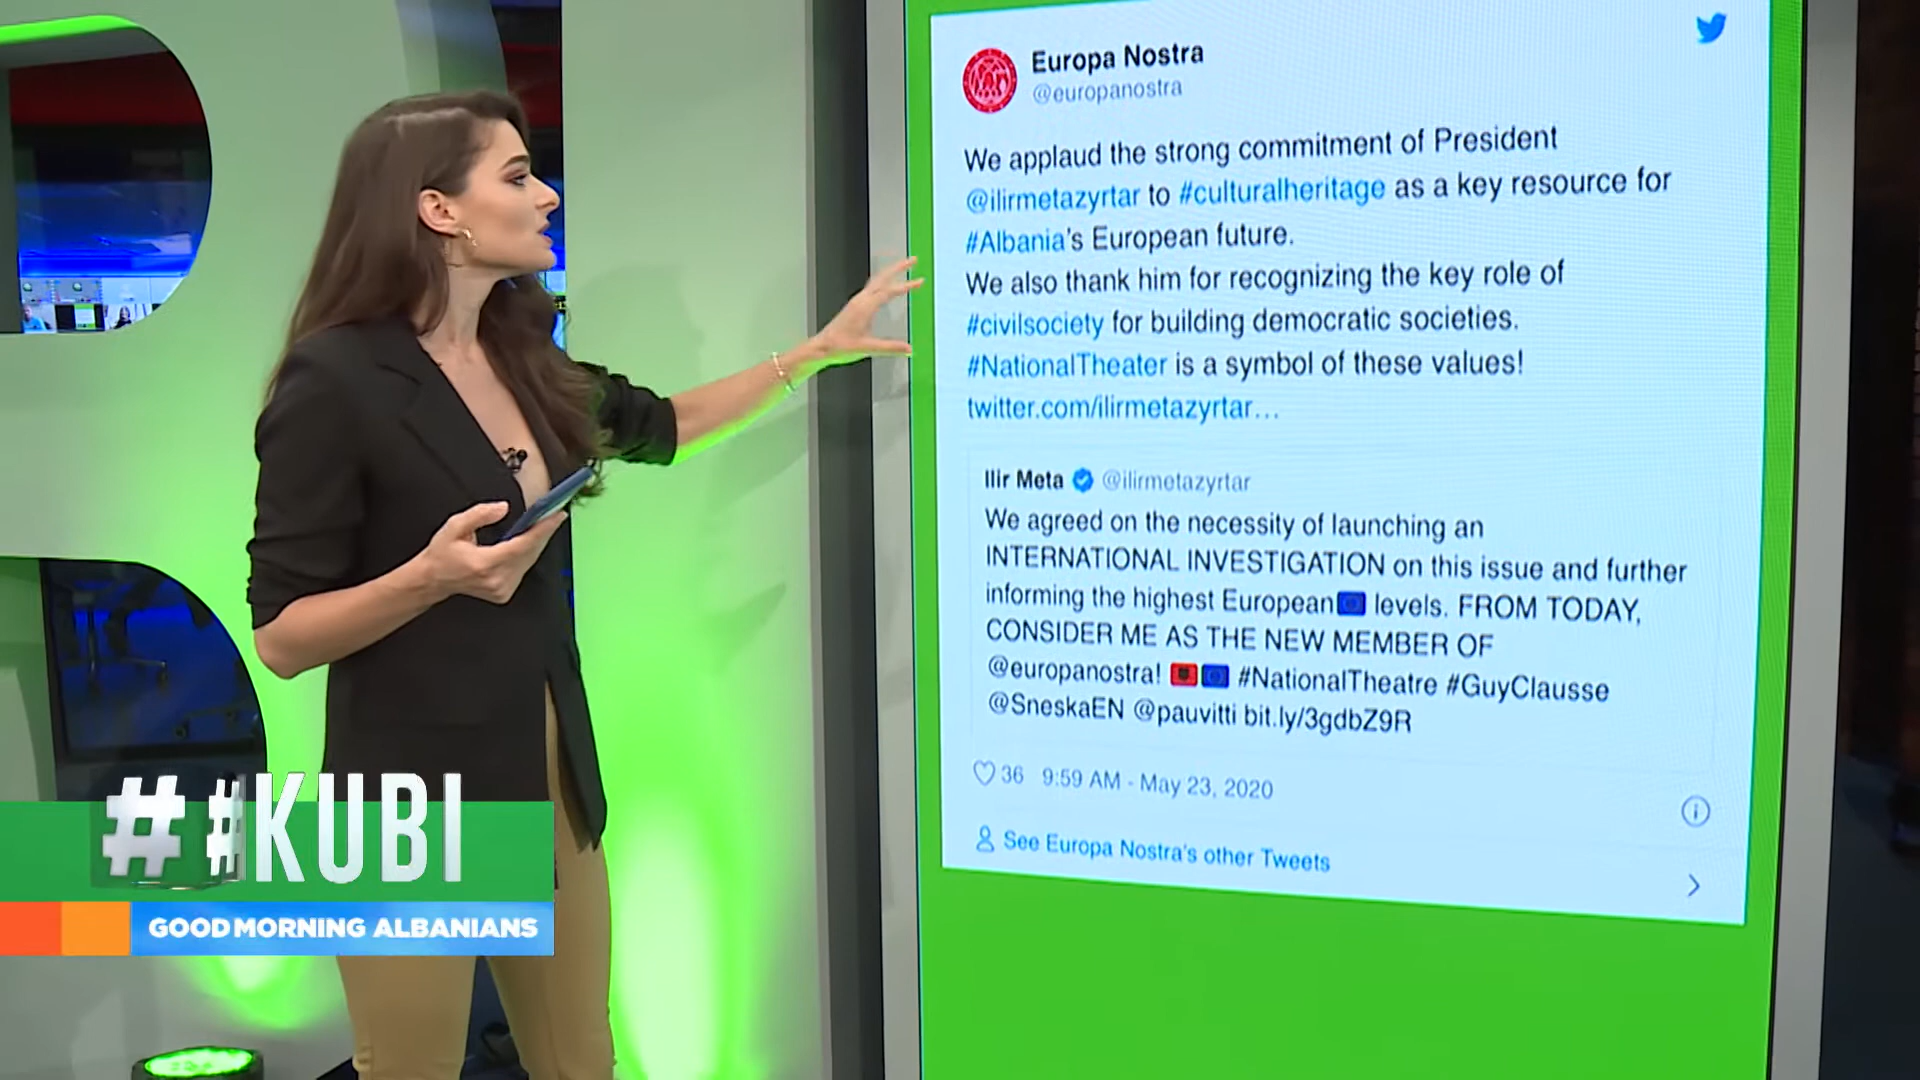 Europa Nostra
@europanostra
We applaud the strong commitment of President
@ilirmetazyrtar to #culturalheritage as a key resource for
#Albania's European future.
We also thank him for recognizing the key role of
#civilsociety for building democratic societies.
#NationalTheater is a symbol of these values!
twitter.com/ilirmetazyrtar...
Ilir Meta @ilirmetazyrtar
We agreed on the necessity of launching an
INTERNATIONAL INVESTIGATION on this issue and further
informing the highest European levels. FROM TODAY,
CONSIDER ME AS THE NEW MEMBER OF
@europanostra! #NationalTheatre #GuyClausse
@SneskaEN @pauvitti bit.ly/3gdbZ9R
36 9:59 AM - May 23, 2020
See Europa Nostra's other Tweets
##KUBI
GOOD MORNING ALBANIANS